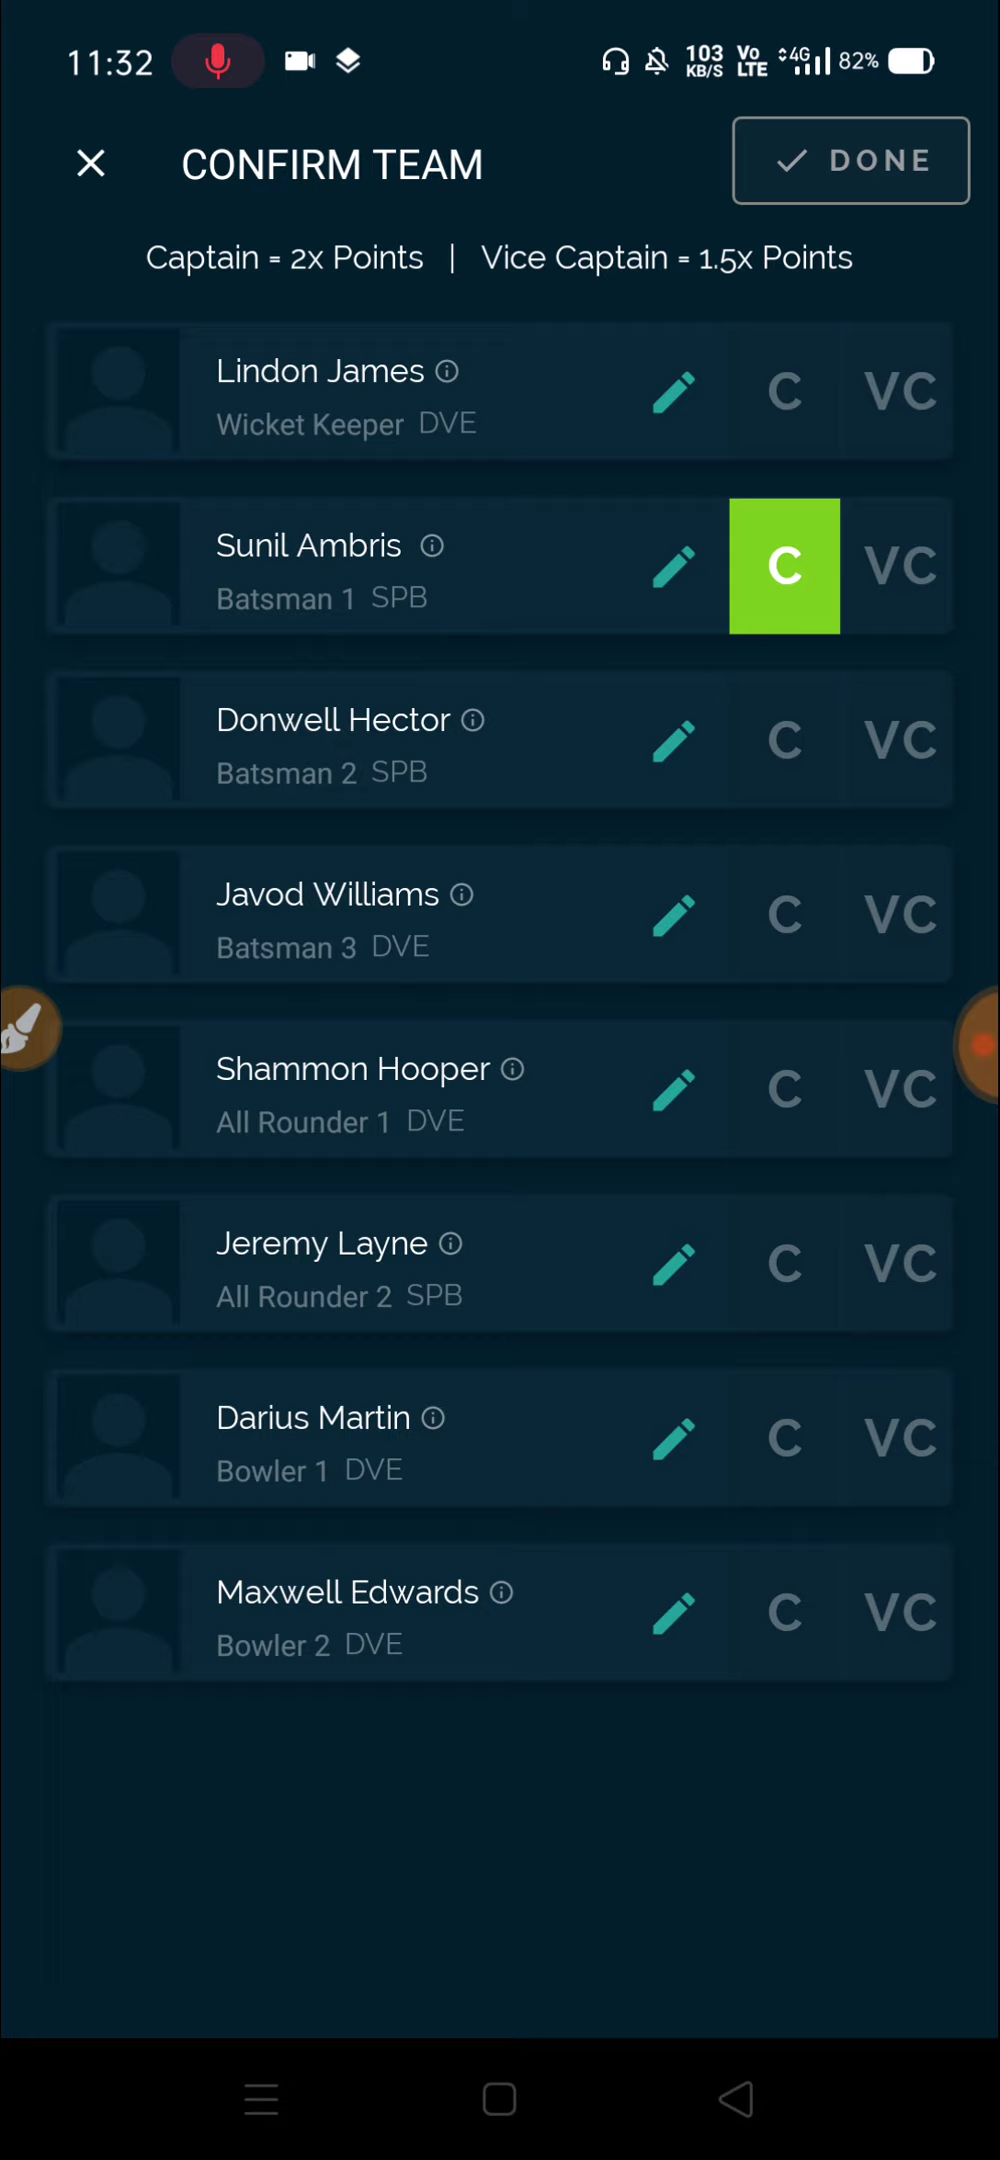 11:32 103 KB/S Vo LTE 4G 82%
CONFIRM TEAM DONE
Captain = 2x Points | Vice Captain = 1.5x Points
Lindon James C VC
Wicket Keeper DVE
Sunil Ambris C VC
Batsman 1 SPB
Donwell Hector C VC
Batsman 2 SPB
Javod Williams C VC
Batsman 3 DVE
Shammon Hooper C VC
All Rounder 1 DVE
Jeremy Layne C VC
All Rounder 2 SPB
Darius Martin C VC
Bowler 1 DVE
Maxwell Edwards C VC
Bowler 2 DVE